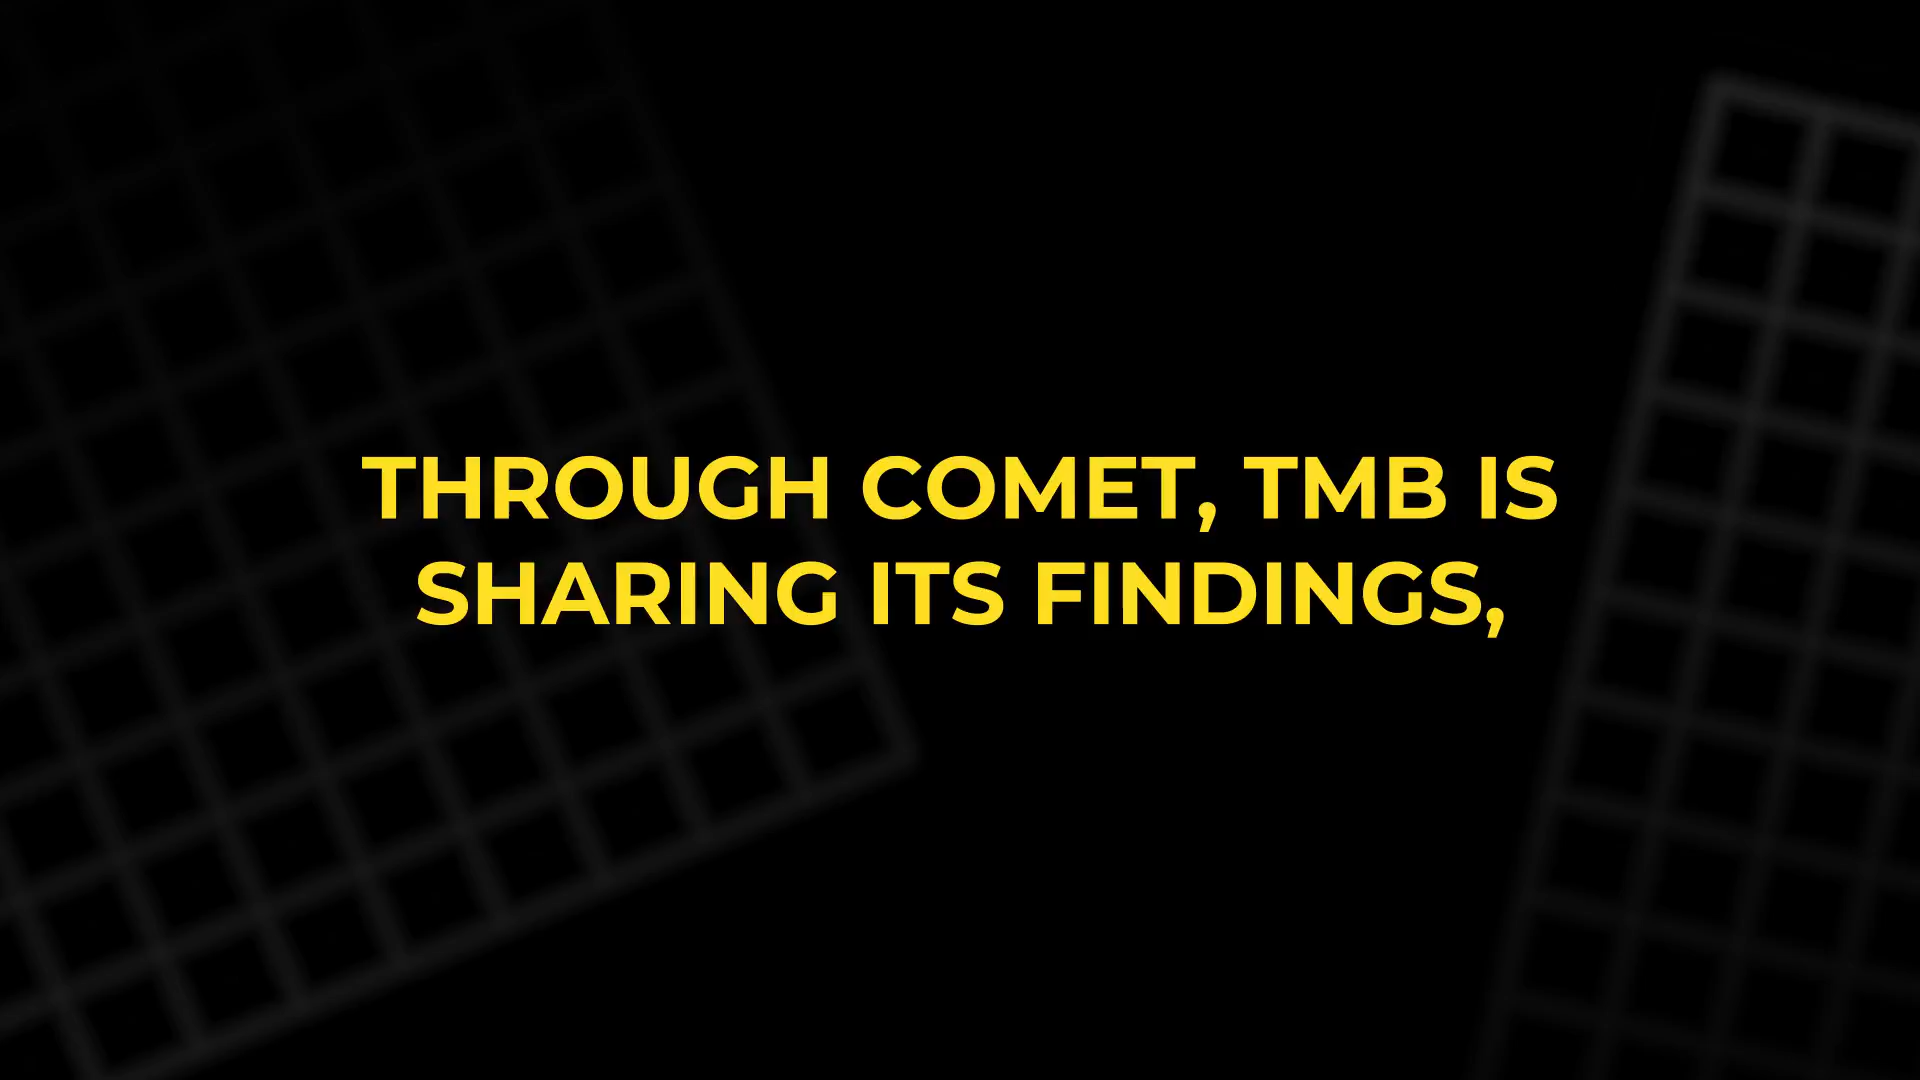 THROUGH COMET, TMB IS
SHARING ITS FINDINGS,